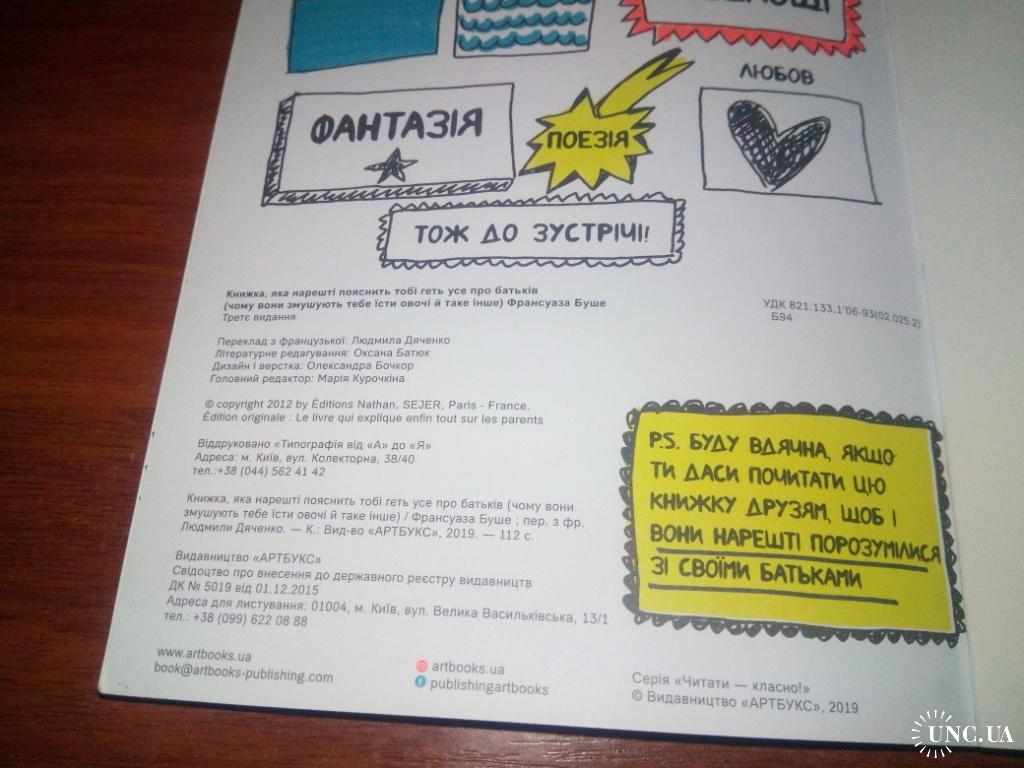 ЛЮБОВ
ФАНТАЗІЯ
ПОЕЗІЯ
ТОЖ ДО ЗУСТРІЧІ!
Книжка, яка нарешті пояснить тобі геть усе про батьків
(чому вони змушують тебе їсти овочі й таке інше) Франсуаза Буше
Третє видання
УДК 821.133.1'06-93(02.025.2)
Б94
Переклад з французької: Людмила Дяченко
Літературне редагування: Оксана Батюк
Дизайн і верстка: Олександра Бочкор
Головний редактор: Марія Курочкіна
© copyright 2012 by Éditions Nathan, SEJER, Paris - France.
Édition originale : Le livre qui explique enfin tout sur les parents
Віддруковано «Типографія від «А» до «Я»
Адреса: м. Київ, вул. Колекторна, 38/40
тел.:+38 (044) 562 41 42
Книжка, яка нарешті пояснить тобі геть усе про батьків (чому вони
змушують тебе їсти овочі й таке інше) / Франсуаза Буше ; пер. з фр.
Людмили Дяченко. — К.: Вид-во «АРТБУКС», 2019. — 112 с.
Видавництво «АРТБУКС»
Свідоцтво про внесення до державного реєстру видавництв
ДК № 5019 від 01.12.2015
Адреса для листування: 01004, м. Київ, вул. Велика Васильківська, 13/1
тел.: +38 (099) 622 08 88
P.S. БУДУ ВДЯЧНА, ЯКЩО
ТИ ДАСИ ПОЧИТАТИ ЦЮ
КНИЖКУ ДРУЗЯМ, ЩОБ І
ВОНИ НАРЕШТІ ПОРОЗУМІЛИСЯ
ЗІ СВОЇМИ БАТЬКАМИ
www.artbooks.ua
book@artbooks-publishing.com
artbooks.ua
publishingartbooks
Серія «Читати — класно!»
© Видавництво «АРТБУКС», 2019
UNC.UA